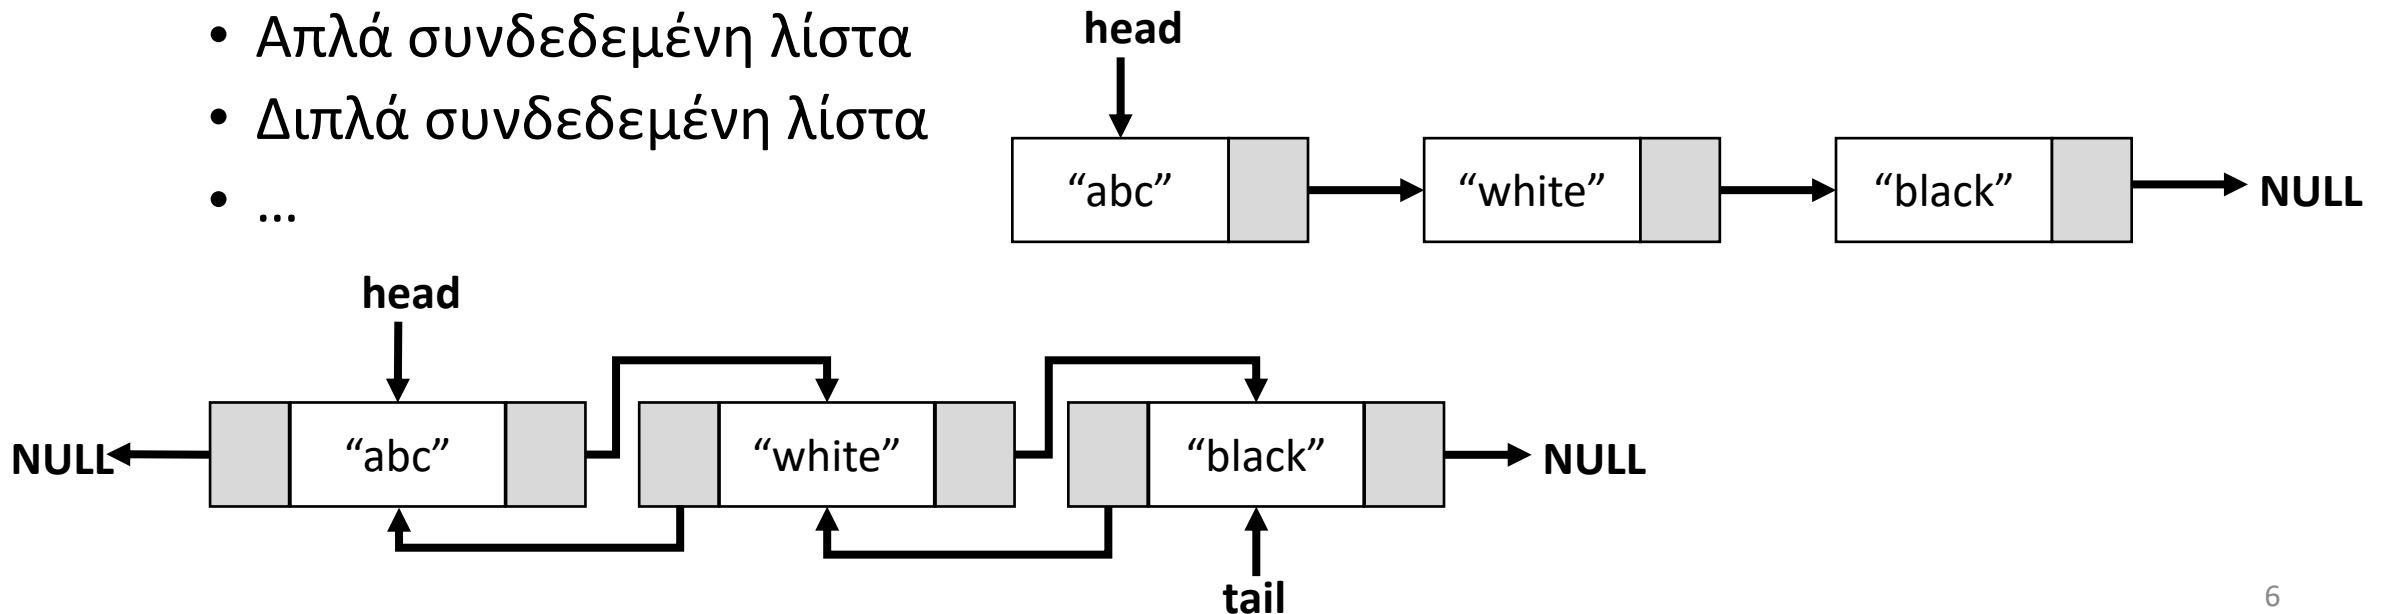 • Απλά συνδεδεμένη λίστα
• Διπλά συνδεδεμένη λίστα
• ...
head
“abc” “white” “black” NULL
head
NULL “abc” “white” “black” NULL
tail
6